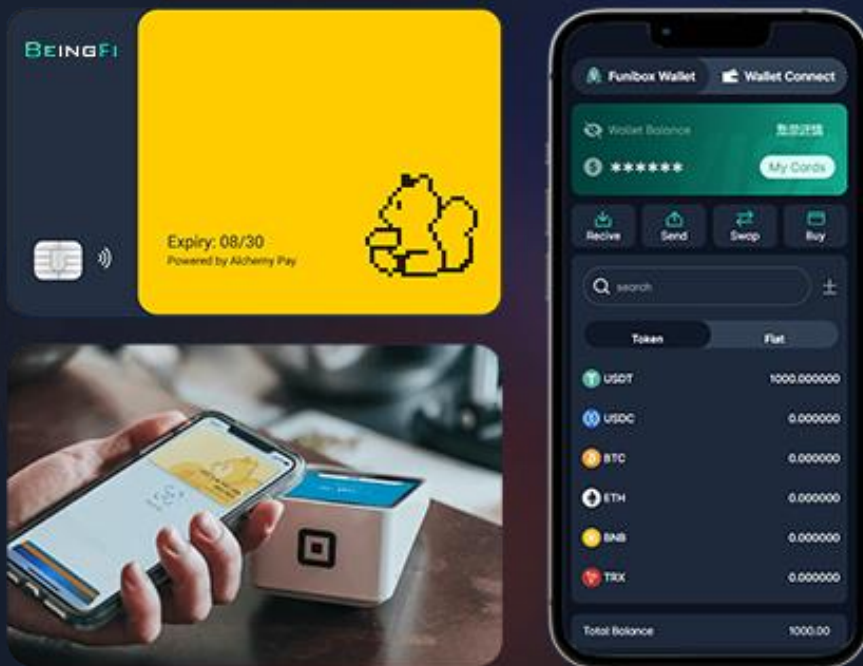 BEINGFI
Expiry: 08/30
Powered by Alchemy Pay
Funibox Wallet
Wallet Connect
Wallet Balance
******
My Cards
Recive
Send
Swap
Buy
search
Token
Fiat
USDT 1000.000000
USDC 0.000000
BTC 0.000000
ETH 0.000000
BNB 0.000000
TRX 0.000000
Total Balance 1000.00